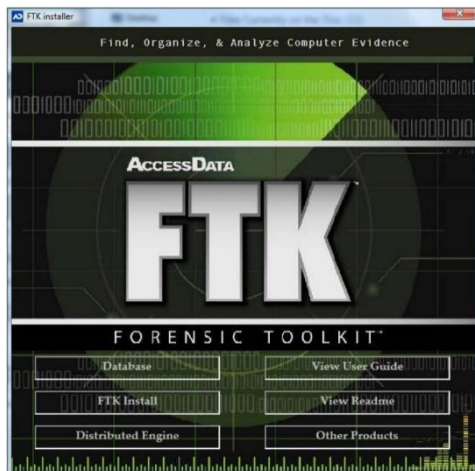 FTK installer
Find, Organize, & Analyze Computer Evidence
ACCESSDATA
FTK™
FORENSIC TOOLKIT
Database
View User Guide
FTK Install
View Readme
Distributed Engine
Other Products